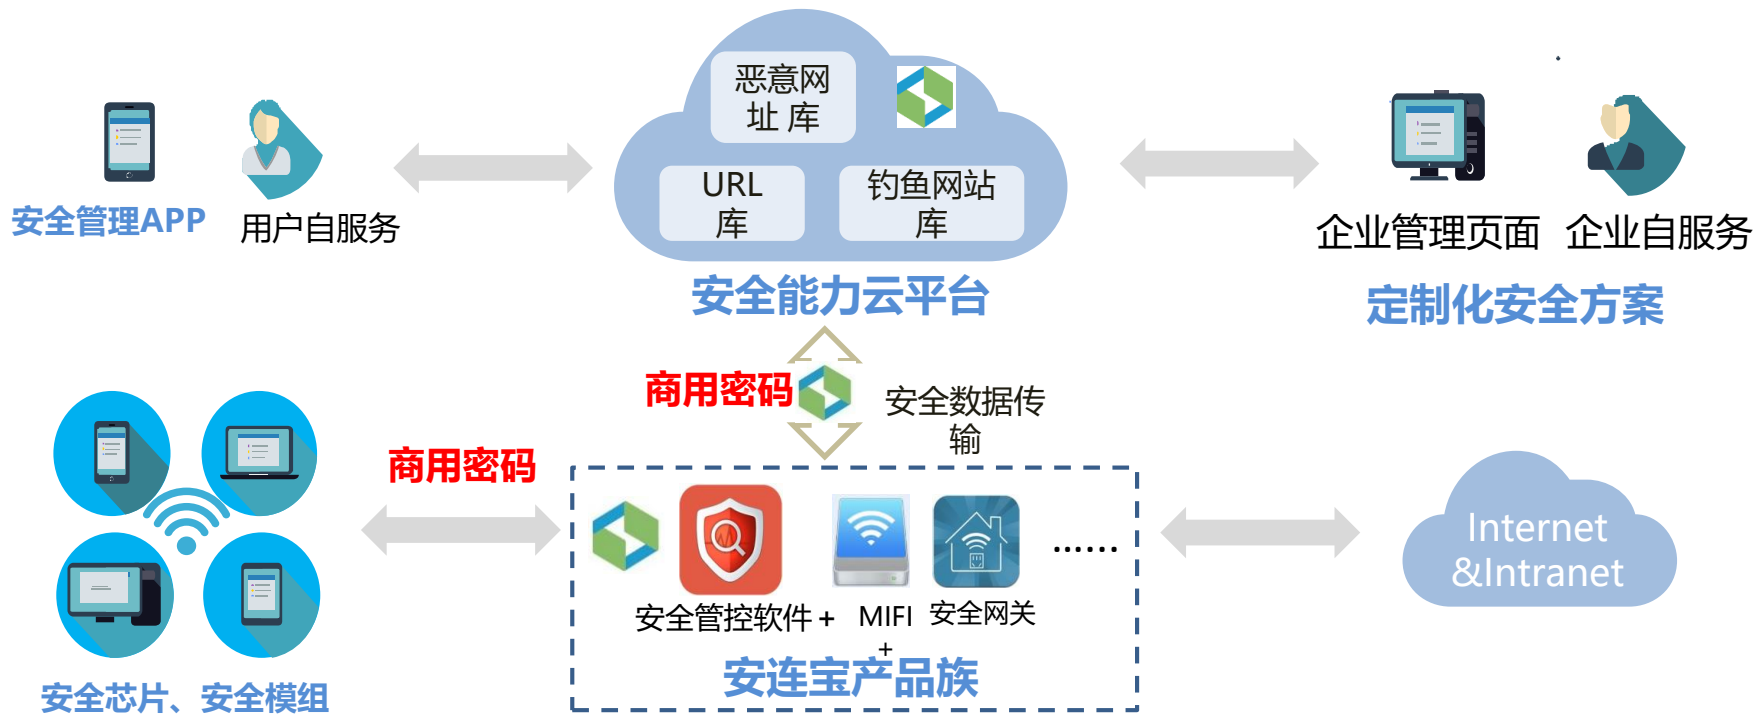 恶意网
址 库
URL
库
钓鱼网站
库
安全管理APP
用户自服务
企业管理页面
企业自服务
安全能力云平台
定制化安全方案
商用密码
安全数据传
输
商用密码
......
Internet
&Intranet
安全管控软件 +
MIFI
+
安全网关
安连宝产品族
安全芯片、安全模组